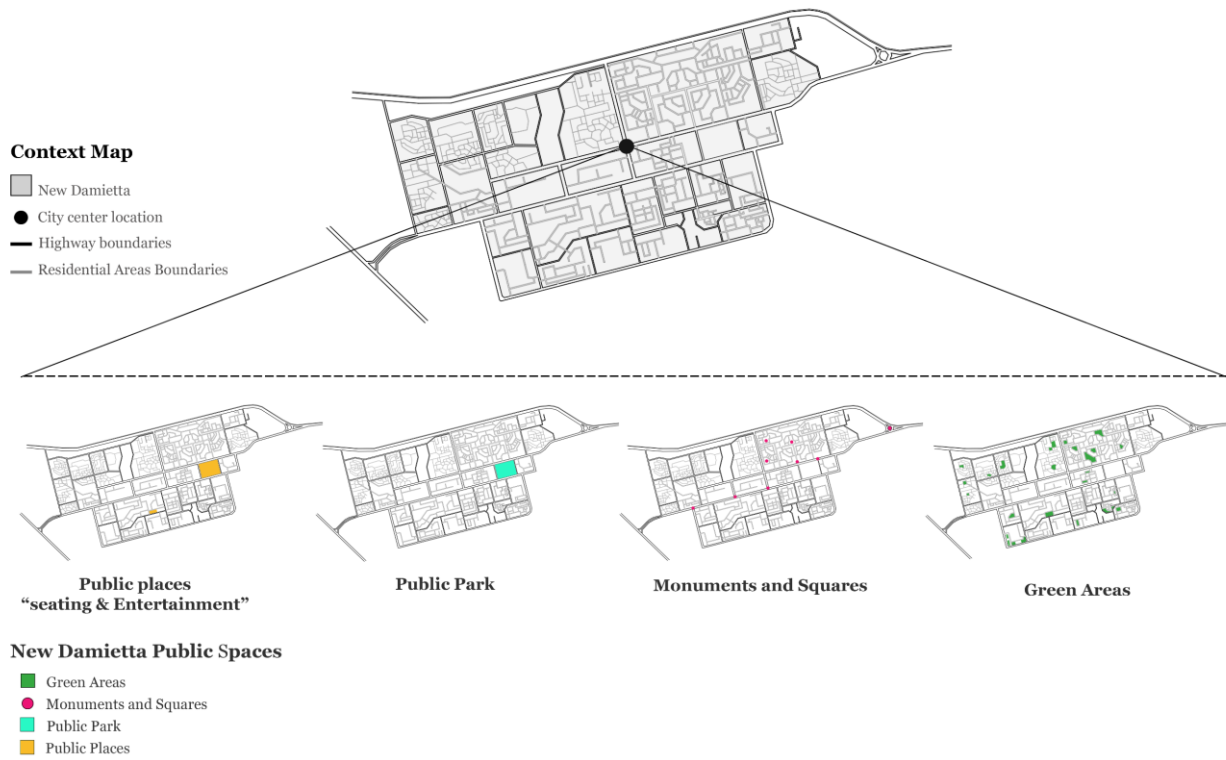 Context Map
New Damietta
City center location
Highway boundaries
Residential Areas Boundaries
Public places
“seating & Entertainment”
Public Park
Monuments and Squares
Green Areas
New Damietta Public Spaces
Green Areas
Monuments and Squares
Public Park
Public Places